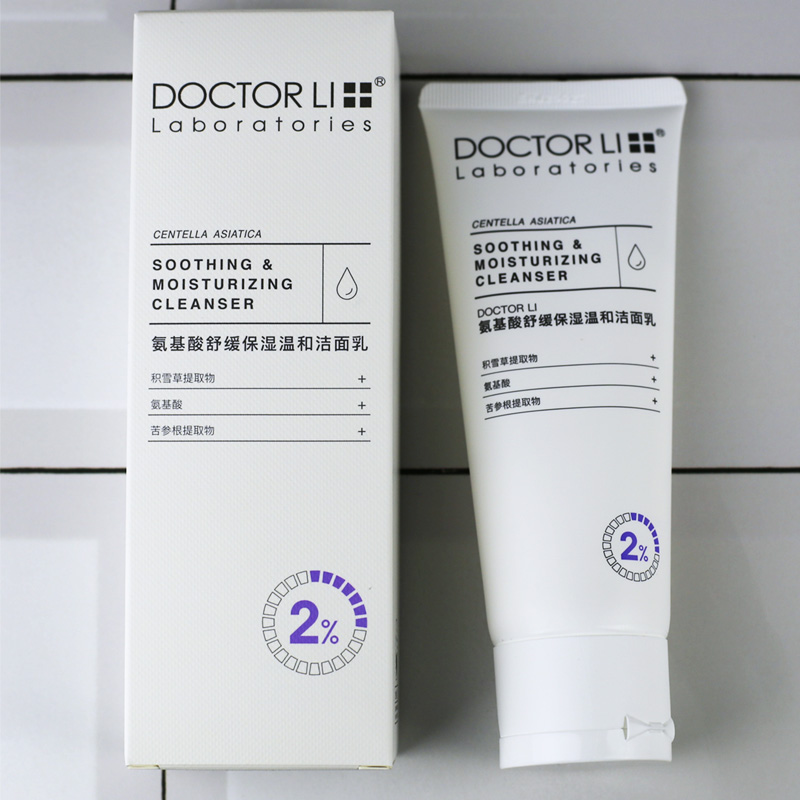 DOCTOR LI ®
Laboratories
CENTELLA ASIATICA
SOOTHING &
MOISTURIZING
CLEANSER
氨基酸舒缓保湿温和洁面乳
积雪草提取物 +
氨基酸 +
苦参根提取物 +
2%
DOCTOR LI ®
Laboratories
CENTELLA ASIATICA
SOOTHING &
MOISTURIZING
CLEANSER
DOCTOR LI
氨基酸舒缓保湿温和洁面乳
积雪草提取物 +
氨基酸 +
苦参根提取物 +
2%